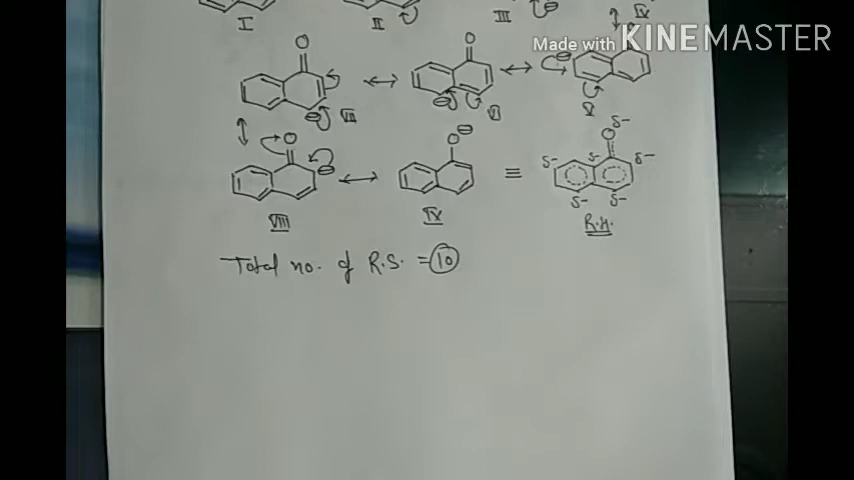 I II III IV
Made with KINEMASTER
O O ⊖
⊖ VII ⊖ VI V δ-
O ⊖ O ⊖ O
⊖ ≡ δ- δ- δ-
VIII IX δ- δ-
R.H.
Total no. of R.S. = 10